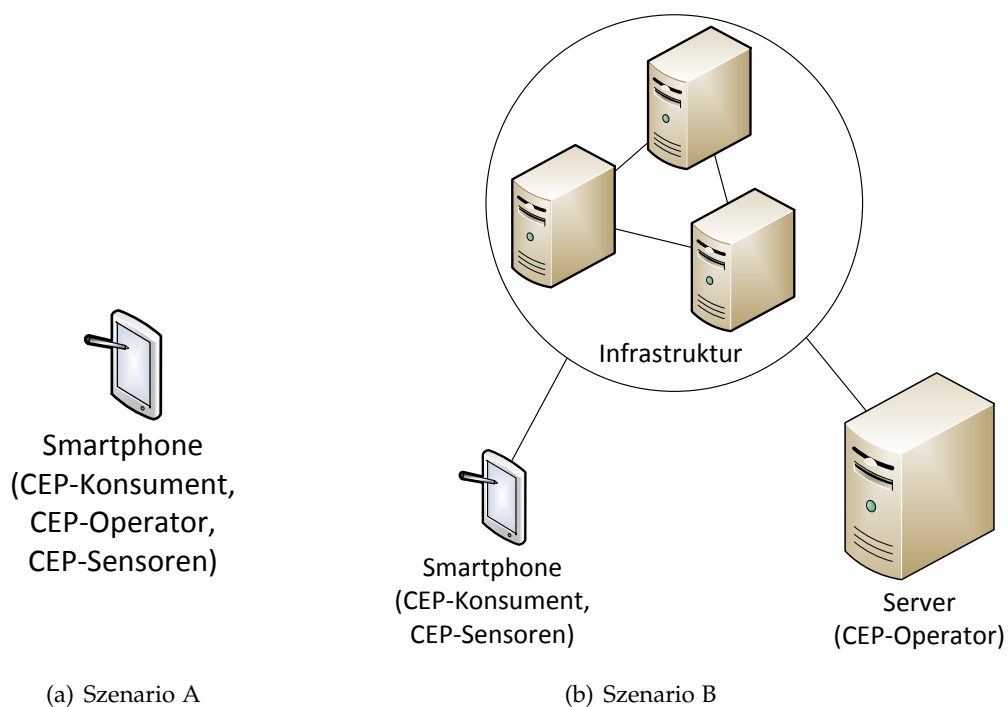 Infrastruktur
Smartphone
(CEP-Konsument,
CEP-Operator,
CEP-Sensoren)
Smartphone
(CEP-Konsument,
CEP-Sensoren)
Server
(CEP-Operator)
(a) Szenario A
(b) Szenario B